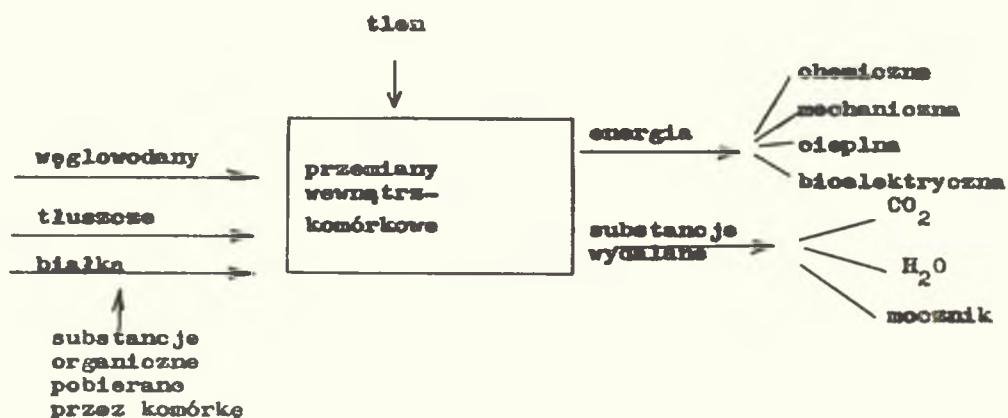 tlen
węglowodany
tłuszcze
białka
substancje
organiczne
pobierane
przez komórkę
przemiany
wewnątrz-
komórkowe
energia
chemiczne
mechaniczna
cieplna
bioelektryczna
substancje
wydalane
CO2
H2O
mocznik